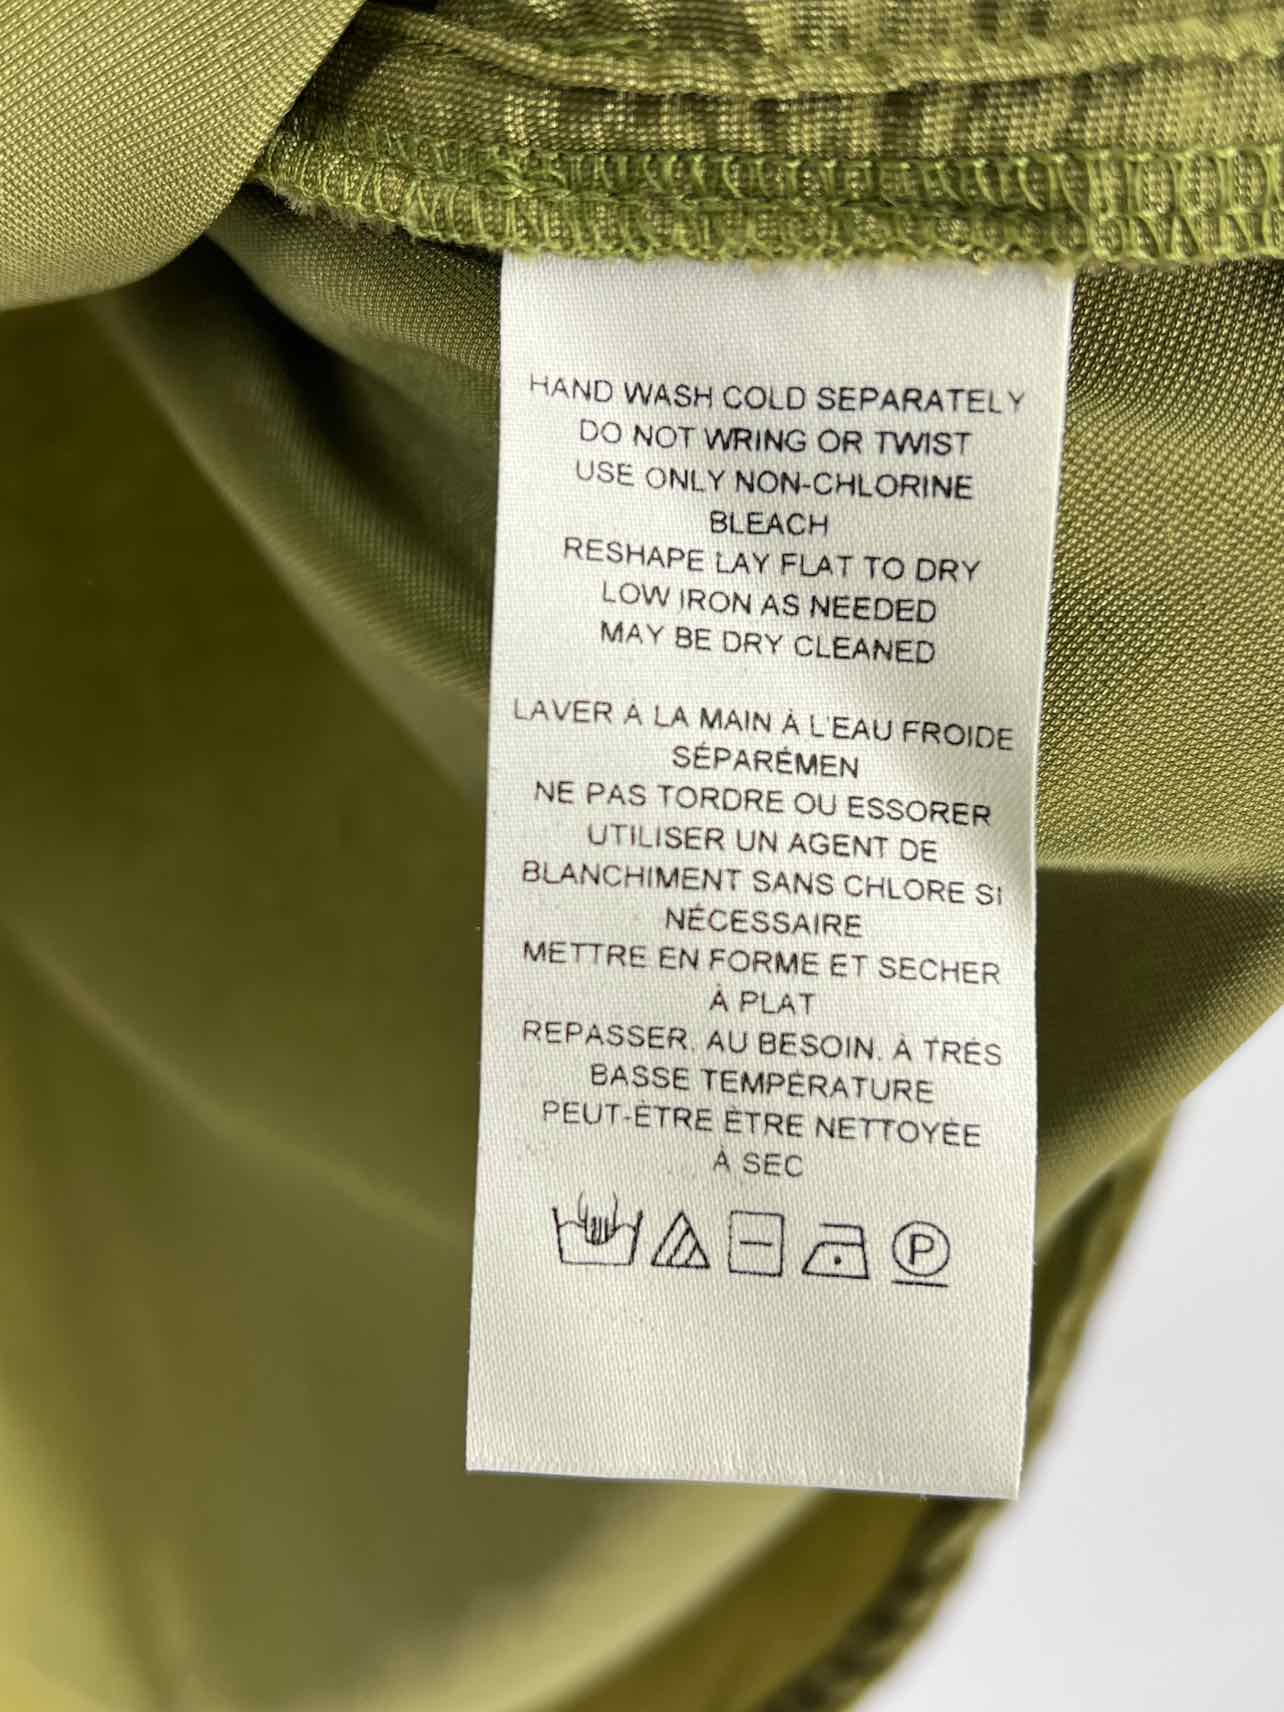 HAND WASH COLD SEPARATELY
DO NOT WRING OR TWIST
USE ONLY NON-CHLORINE
BLEACH
RESHAPE LAY FLAT TO DRY
LOW IRON AS NEEDED
MAY BE DRY CLEANED
LAVER À LA MAIN À L'EAU FROIDE
SÉPARÉMEN
NE PAS TORDRE OU ESSORER
UTILISER UN AGENT DE
BLANCHIMENT SANS CHLORE SI
NÉCESSAIRE
METTRE EN FORME ET SECHER
À PLAT
REPASSER. AU BESOIN. À TRÈS
BASSE TEMPÉRATURE
PEUT-ÊTRE ÊTRE NETTOYÉE
À SEC
P